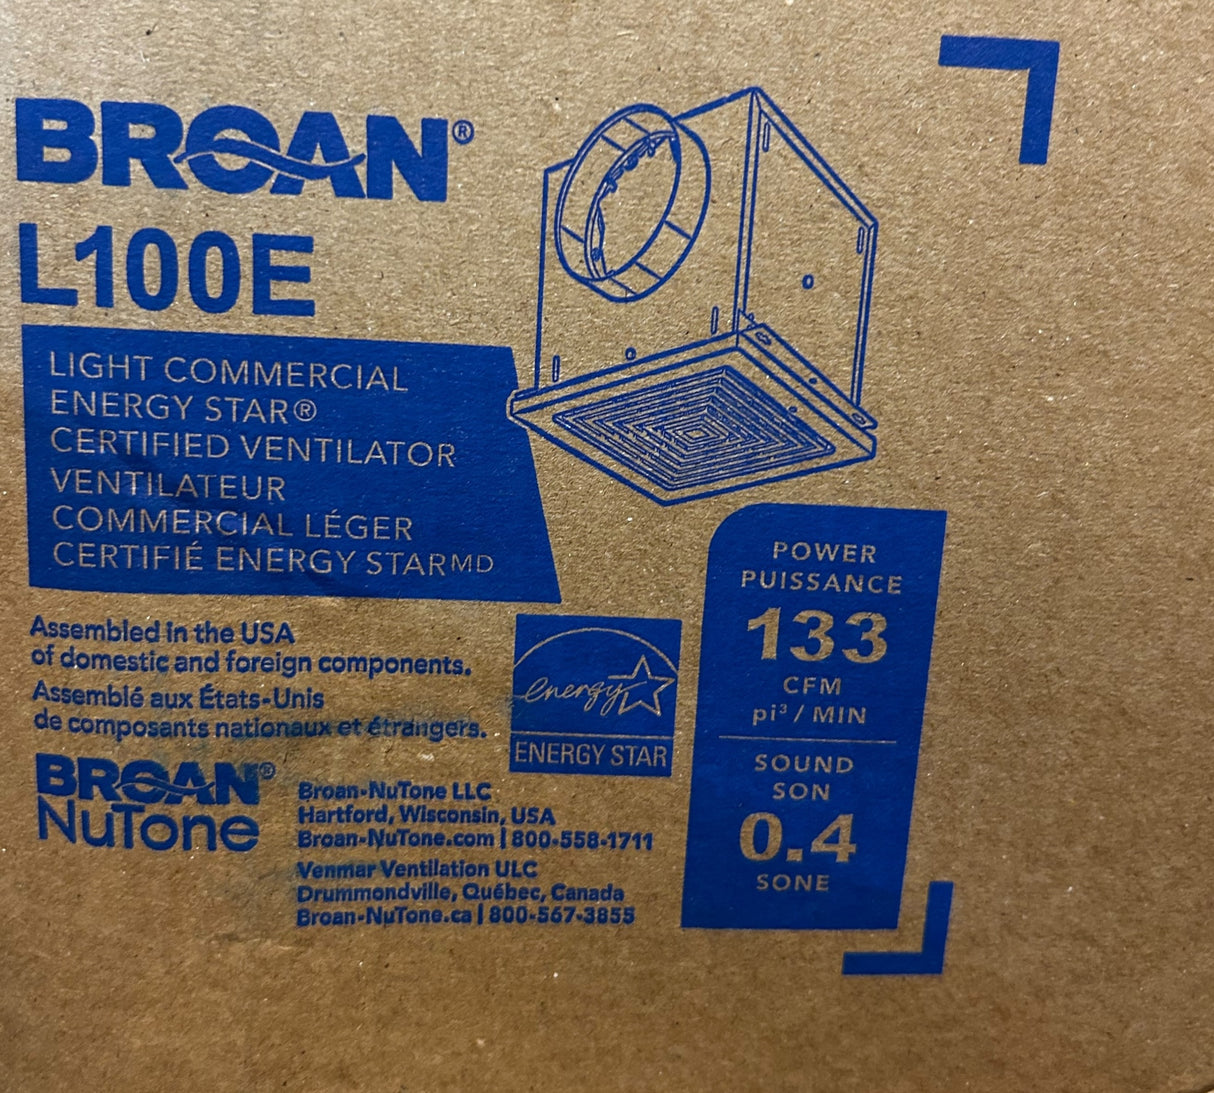 BROAN®
L100E
LIGHT COMMERCIAL
ENERGY STAR®
CERTIFIED VENTILATOR
VENTILATEUR
COMMERCIAL LÉGER
CERTIFIÉ ENERGY STARMD
Assembled in the USA
of domestic and foreign components.
Assemblé aux États-Unis
de composants nationaux et étrangers.
energy
ENERGY STAR
BROAN®
NuTone
Broan-NuTone LLC
Hartford, Wisconsin, USA
Broan-NuTone.com | 800-558-1711
Venmar Ventilation ULC
Drummondville, Québec, Canada
Broan-NuTone.ca | 800-567-3855
POWER
PUISSANCE
133
CFM
pi³ / MIN
SOUND
SON
0.4
SONE